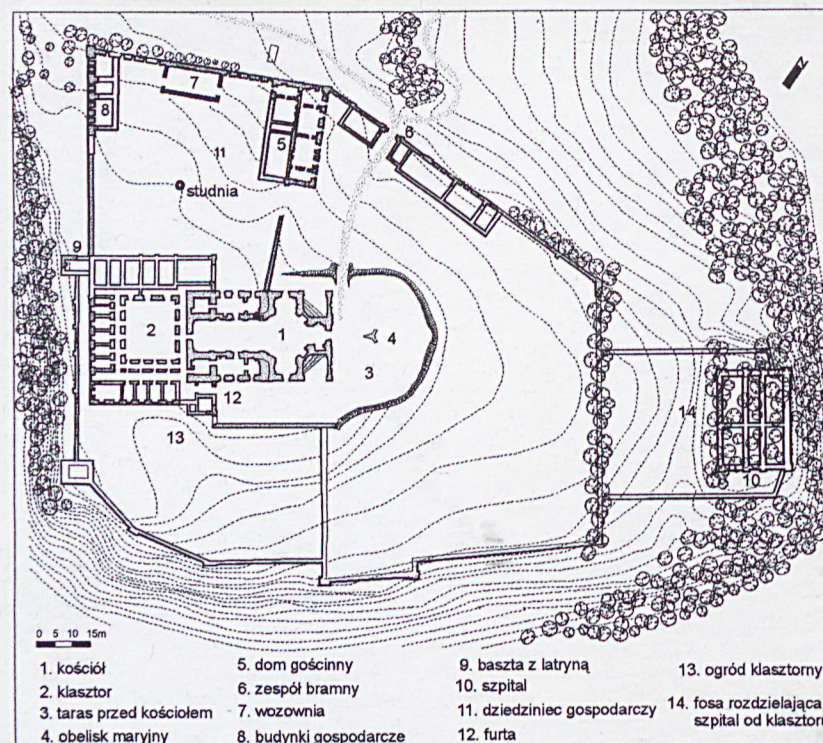 7
8
6
5
11
studnia
9
2
1
4
3
12
14
13
10
N
0 5 10 15m
1. kościół
2. klasztor
3. taras przed kościołem
4. obelisk maryjny
5. dom gościnny
6. zespół bramny
7. wozownia
8. budynki gospodarcze
9. baszta z latryną
10. szpital
11. dziedziniec gospodarczy
12. furta
13. ogród klasztorny
14. fosa rozdzielająca
szpital od klasztoru